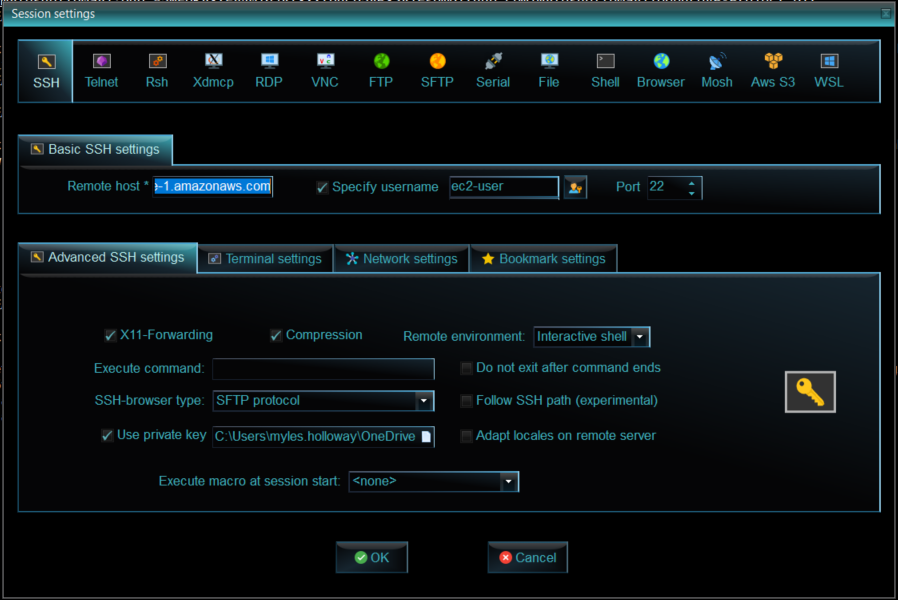 Session settings
SSH Telnet Rsh Xdmcp RDP VNC FTP SFTP Serial File Shell Browser Mosh Aws S3 WSL
Basic SSH settings
Remote host * e-1.amazonaws.com Specify username ec2-user Port 22
Advanced SSH settings Terminal settings Network settings Bookmark settings
X11-Forwarding Compression Remote environment: Interactive shell
Execute command: Do not exit after command ends
SSH-browser type: SFTP protocol Follow SSH path (experimental)
Use private key C:\Users\myles.holloway\OneDrive Adapt locales on remote server
Execute macro at session start: <none>
OK Cancel